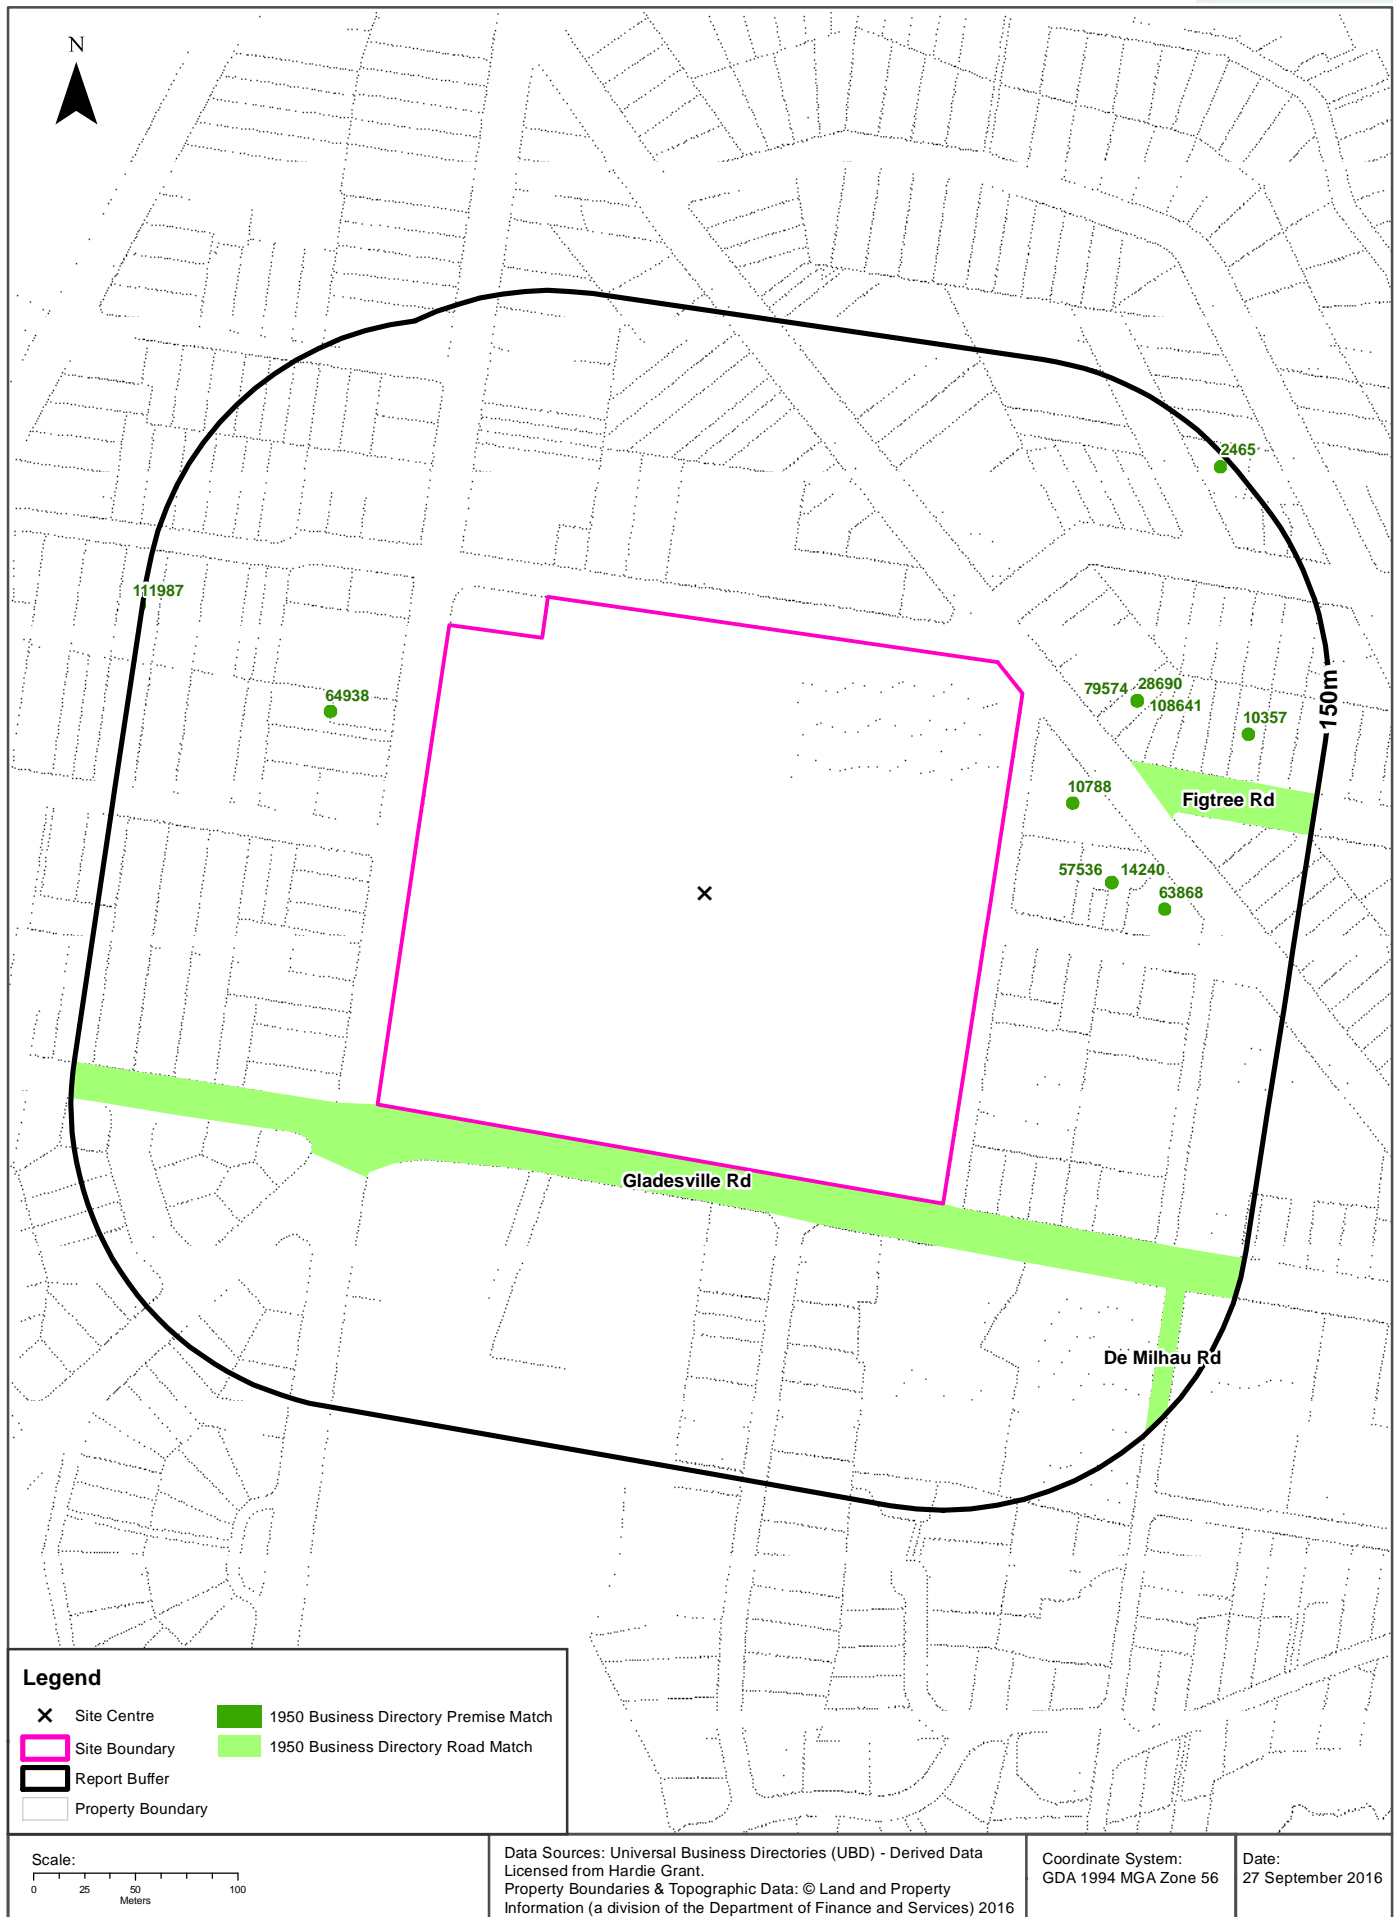 N
2465
111987
64938
79574 28690
108641
10357
150m
10788
Figtree Rd
57536 14240
63868
Gladesville Rd
De Milhau Rd
Legend
Site Centre
Site Boundary
Report Buffer
Property Boundary
1950 Business Directory Premise Match
1950 Business Directory Road Match
Scale:
0 25 50 100
Meters
Data Sources: Universal Business Directories (UBD) - Derived Data
Licensed from Hardie Grant.
Property Boundaries & Topographic Data: © Land and Property
Information (a division of the Department of Finance and Services) 2016
Coordinate System:
GDA 1994 MGA Zone 56
Date:
27 September 2016